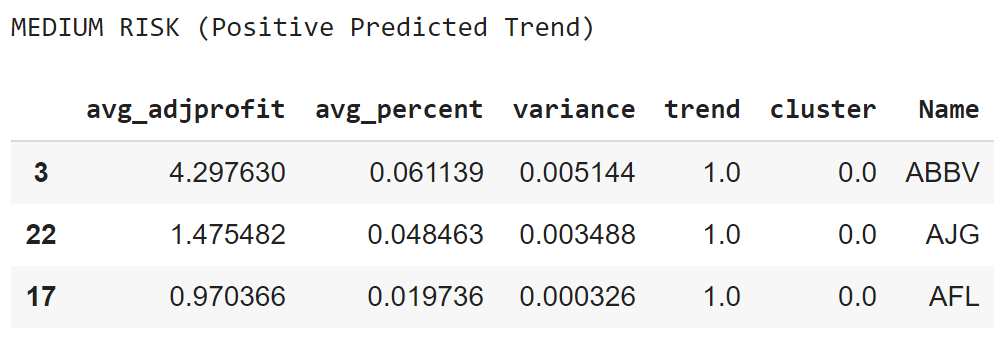 MEDIUM RISK (Positive Predicted Trend)
avg_adjprofit avg_percent variance trend cluster Name
3 4.297630 0.061139 0.005144 1.0 0.0 ABBV
22 1.475482 0.048463 0.003488 1.0 0.0 AJG
17 0.970366 0.019736 0.000326 1.0 0.0 AFL